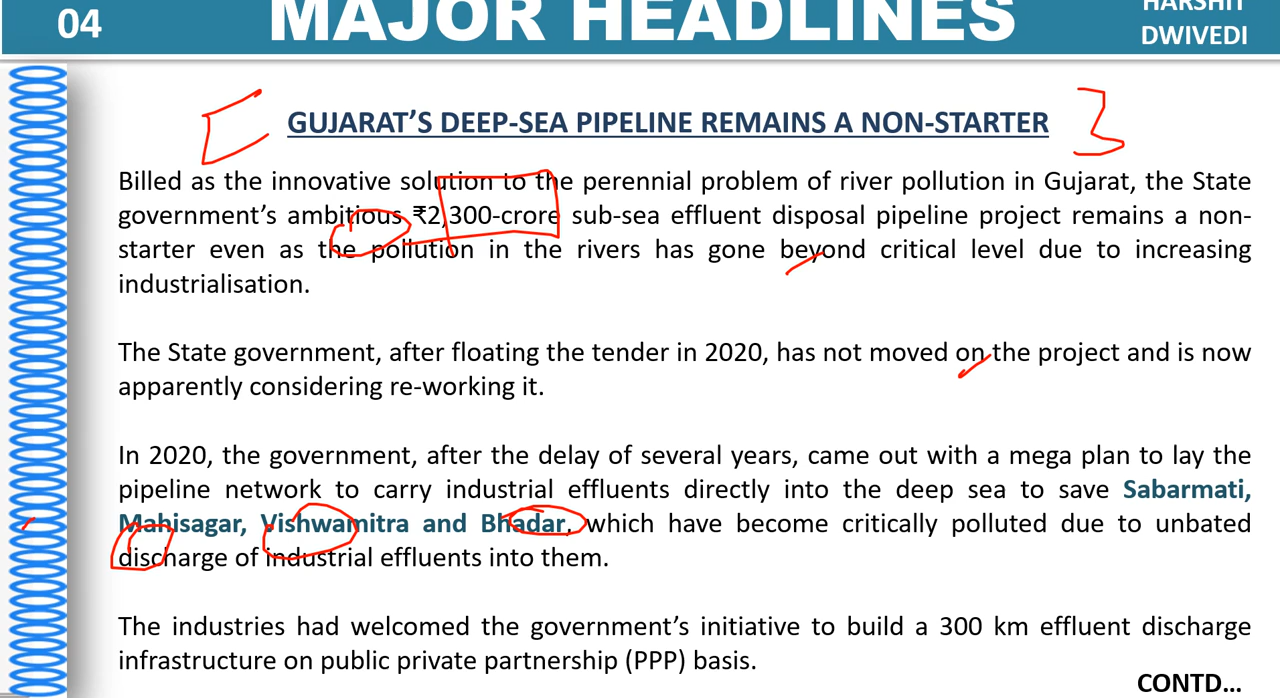 04
MAJOR HEADLINES
HARSHIT
DWIVEDI
GUJARAT’S DEEP-SEA PIPELINE REMAINS A NON-STARTER
Billed as the innovative solution to the perennial problem of river pollution in Gujarat, the State
government’s ambitious ₹2,300-crore sub-sea effluent disposal pipeline project remains a non-
starter even as the pollution in the rivers has gone beyond critical level due to increasing
industrialisation.
The State government, after floating the tender in 2020, has not moved on the project and is now
apparently considering re-working it.
In 2020, the government, after the delay of several years, came out with a mega plan to lay the
pipeline network to carry industrial effluents directly into the deep sea to save Sabarmati,
Mahisagar, Vishwamitra and Bhadar, which have become critically polluted due to unbated
discharge of industrial effluents into them.
The industries had welcomed the government’s initiative to build a 300 km effluent discharge
infrastructure on public private partnership (PPP) basis.
CONTD...